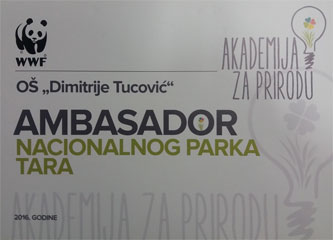 WWF
AKADEMIJA
ZA PRIRODU
OŠ „Dimitrije Tucović“
AMBASADOR
NACIONALNOG PARKA
TARA
AKADEMIJA ZA PRIRODU
2016. GODINE